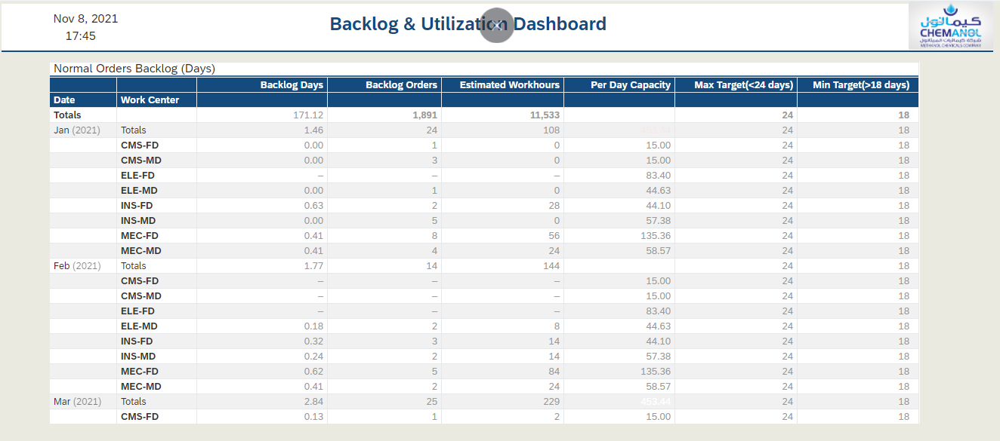 Nov 8, 2021
17:45
Backlog & Utilization Dashboard
كيمانول
CHEMANOL
شركة كيمائيات الميثانول
METHANOL CHEMICALS COMPANY
Normal Orders Backlog (Days)
Backlog Days Backlog Orders Estimated Workhours Per Day Capacity Max Target(<24 days) Min Target(>18 days)
Date Work Center
Totals 171.12 1,891 11,533 24 18
Jan (2021) Totals 1.46 24 108 24 18
CMS-FD 0.00 1 0 15.00 24 18
CMS-MD 0.00 3 0 15.00 24 18
ELE-FD – – – 83.40 24 18
ELE-MD 0.00 1 0 44.63 24 18
INS-FD 0.63 2 28 44.10 24 18
INS-MD 0.00 5 0 57.38 24 18
MEC-FD 0.41 8 56 135.36 24 18
MEC-MD 0.41 4 24 58.57 24 18
Feb (2021) Totals 1.77 14 144 24 18
CMS-FD – – – 15.00 24 18
CMS-MD – – – 15.00 24 18
ELE-FD – – – 83.40 24 18
ELE-MD 0.18 2 8 44.63 24 18
INS-FD 0.32 3 14 44.10 24 18
INS-MD 0.24 2 14 57.38 24 18
MEC-FD 0.62 5 84 135.36 24 18
MEC-MD 0.41 2 24 58.57 24 18
Mar (2021) Totals 2.84 25 229 453.44 24 18
CMS-FD 0.13 1 2 15.00 24 18